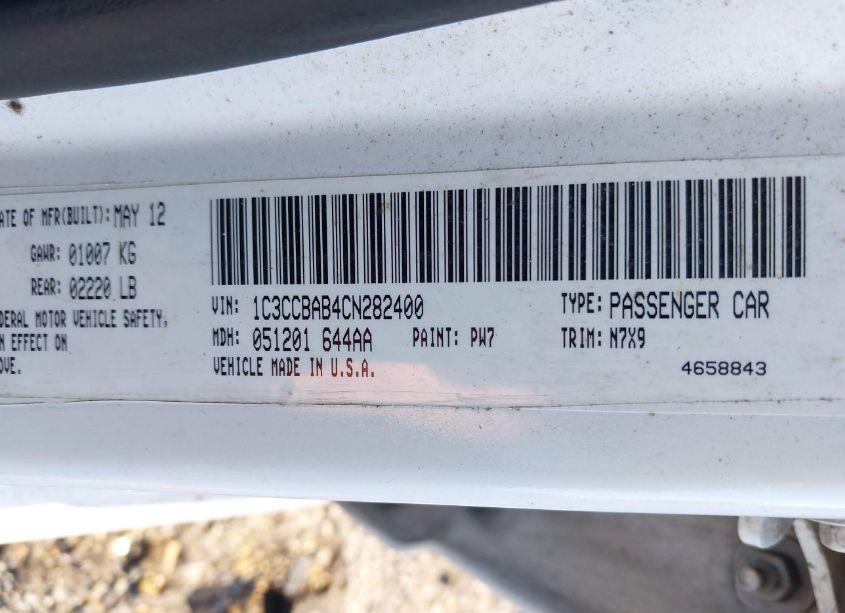 ATE OF MFR(BUILT): MAY 12
GAWR: 01007 KG
REAR: 02220 LB
DERAL MOTOR VEHICLE SAFETY,
N EFFECT ON
OVE.
VIN: 1C3CCBAB4CN282400 TYPE: PASSENGER CAR
MDH: 051201 644AA PAINT: PW7 TRIM: N7X9
VEHICLE MADE IN U.S.A. 4658843